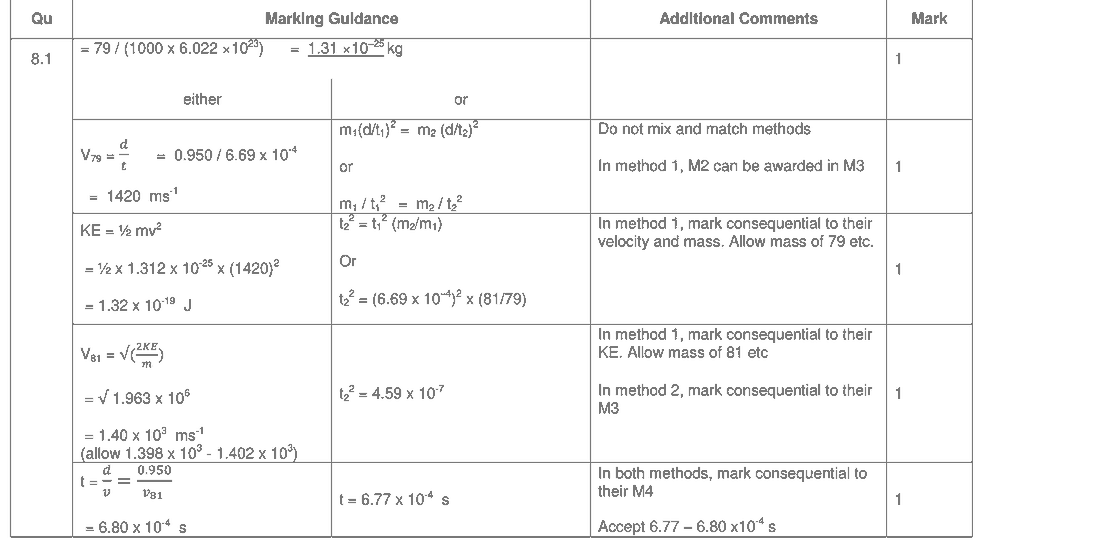 Qu Marking Guidance Additional Comments Mark
8.1
= 79 / (1000 x 6.022 ×10²³) = 1.31 ×10⁻²⁵ kg
1
either or
V₇₉ = d/t = 0.950 / 6.69 x 10⁻⁴
= 1420 ms⁻¹
m₁(d/t₁)² = m₂ (d/t₂)²
or
m₁ / t₁² = m₂ / t₂²
Do not mix and match methods
In method 1, M2 can be awarded in M3
1
KE = ½ mv²
= ½ x 1.312 x 10⁻²⁵ x (1420)²
= 1.32 x 10⁻¹⁹ J
t₂² = t₁² (m₂/m₁)
Or
t₂² = (6.69 x 10⁻⁴)² x (81/79)
In method 1, mark consequential to their
velocity and mass. Allow mass of 79 etc.
1
V₈₁ = √(2KE/m)
= √ 1.963 x 10⁶
= 1.40 x 10³ ms⁻¹
(allow 1.398 x 10³ - 1.402 x 10³)
t₂² = 4.59 x 10⁻⁷
In method 1, mark consequential to their
KE. Allow mass of 81 etc
In method 2, mark consequential to their
M3
1
t = d/v = 0.950/v₈₁
= 6.80 x 10⁻⁴ s
t = 6.77 x 10⁻⁴ s
In both methods, mark consequential to
their M4
Accept 6.77 – 6.80 x10⁻⁴ s
1